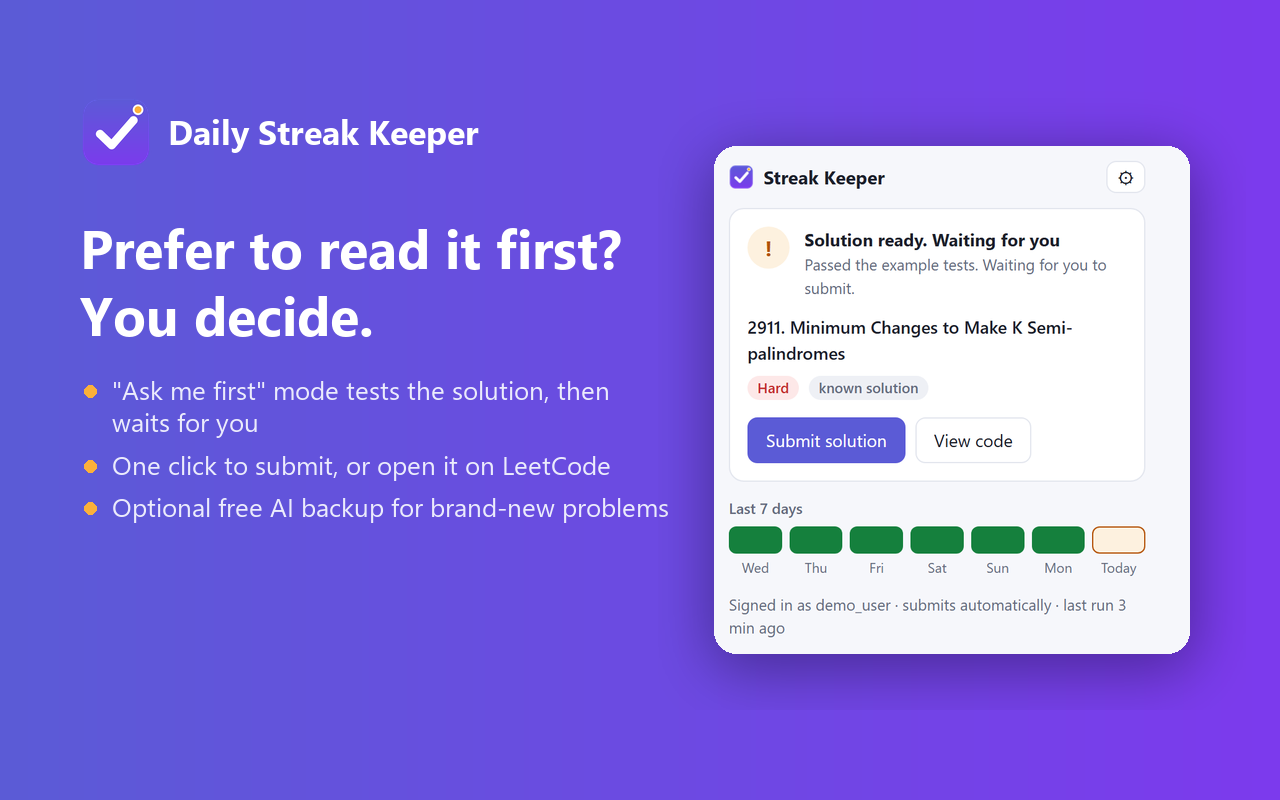 Daily Streak Keeper
Prefer to read it first?
You decide.
"Ask me first" mode tests the solution, then
waits for you
One click to submit, or open it on LeetCode
Optional free AI backup for brand-new problems
Streak Keeper
!
Solution ready. Waiting for you
Passed the example tests. Waiting for you to
submit.
2911. Minimum Changes to Make K Semi-
palindromes
Hard known solution
Submit solution View code
Last 7 days
Wed Thu Fri Sat Sun Mon Today
Signed in as demo_user · submits automatically · last run 3
min ago